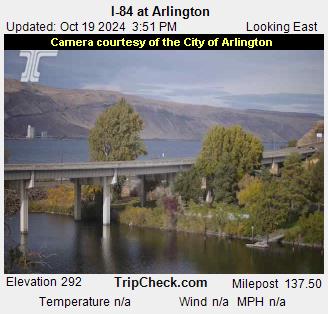 I-84 at Arlington
Updated: Oct 19 2024 3:51 PM Looking East
Camera courtesy of the City of Arlington
Elevation 292 TripCheck.com Milepost 137.50
Temperature n/a Wind n/a MPH n/a